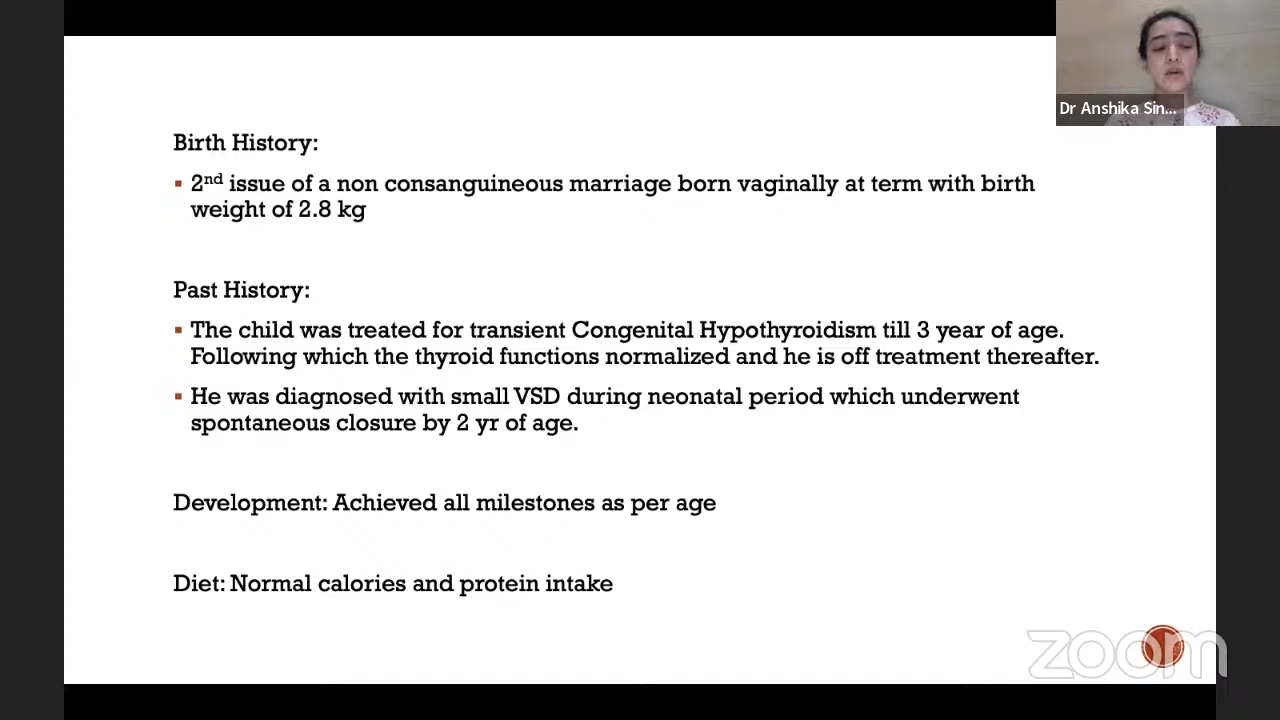 Dr Anshika Sin...
Birth History:
▪ 2nd issue of a non consanguineous marriage born vaginally at term with birth
weight of 2.8 kg
Past History:
▪ The child was treated for transient Congenital Hypothyroidism till 3 year of age.
Following which the thyroid functions normalized and he is off treatment thereafter.
▪ He was diagnosed with small VSD during neonatal period which underwent
spontaneous closure by 2 yr of age.
Development: Achieved all milestones as per age
Diet: Normal calories and protein intake
zoom